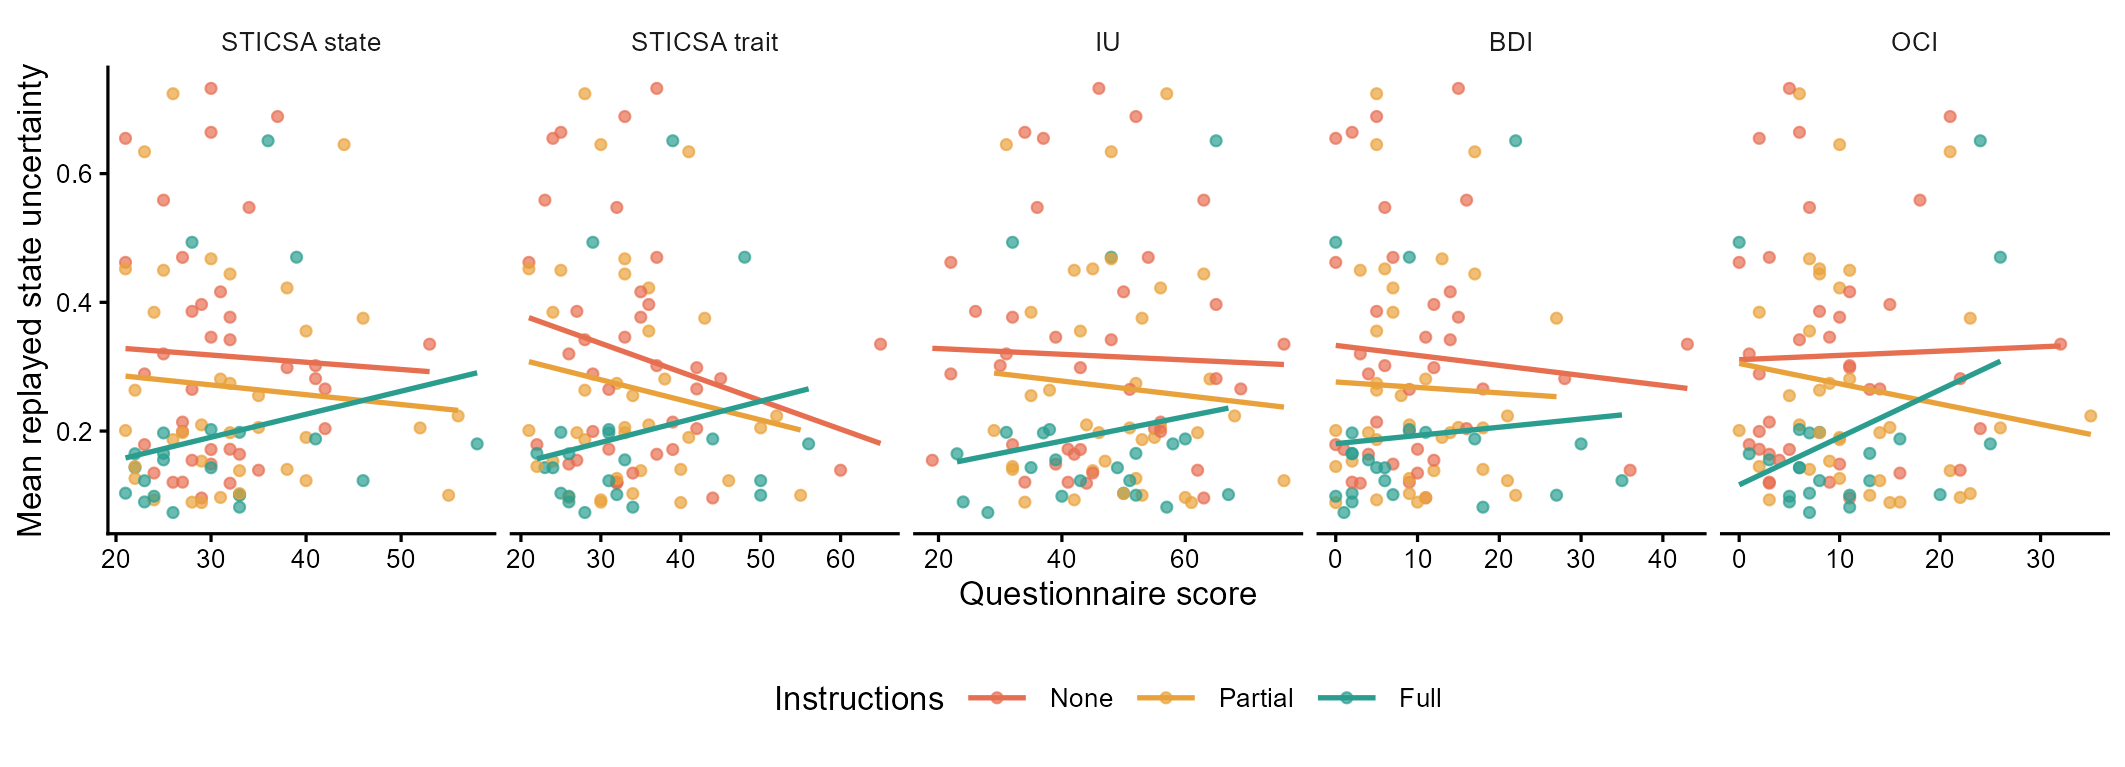 STICSA state STICSA trait IU BDI OCI
Mean replayed state uncertainty
0.6
0.4
0.2
20 30 40 50 20 30 40 50 60 20 40 60 0 10 20 30 40 0 10 20 30
Questionnaire score
Instructions None Partial Full